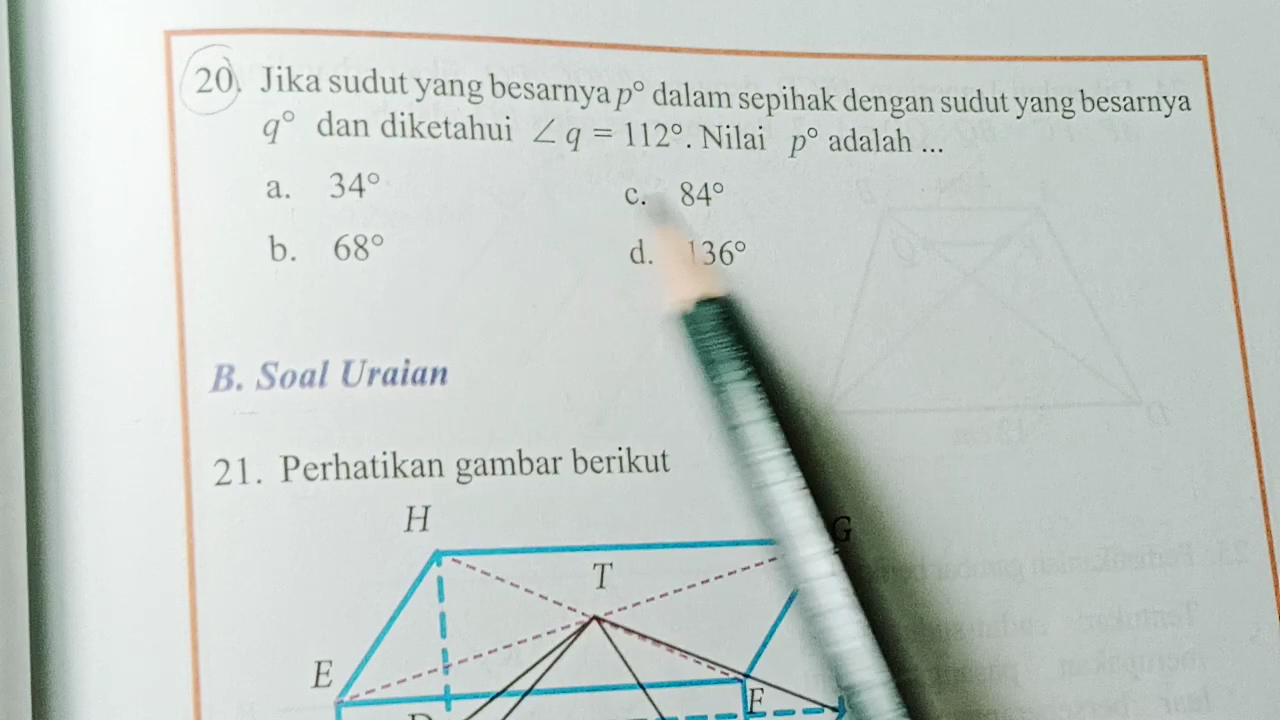 20. Jika sudut yang besarnya p° dalam sepihak dengan sudut yang besarnya
q° dan diketahui ∠ q = 112°. Nilai p° adalah ...
a. 34°
c. 84°
b. 68°
d. 136°
B. Soal Uraian
21. Perhatikan gambar berikut
H
G
T
E
F